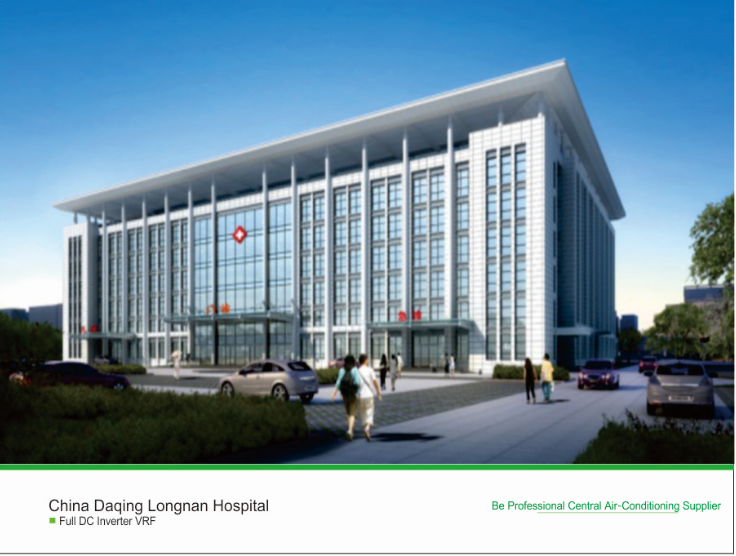 China Daqing Longnan Hospital
Full DC Inverter VRF
Be Professional Central Air-Conditioning Supplier